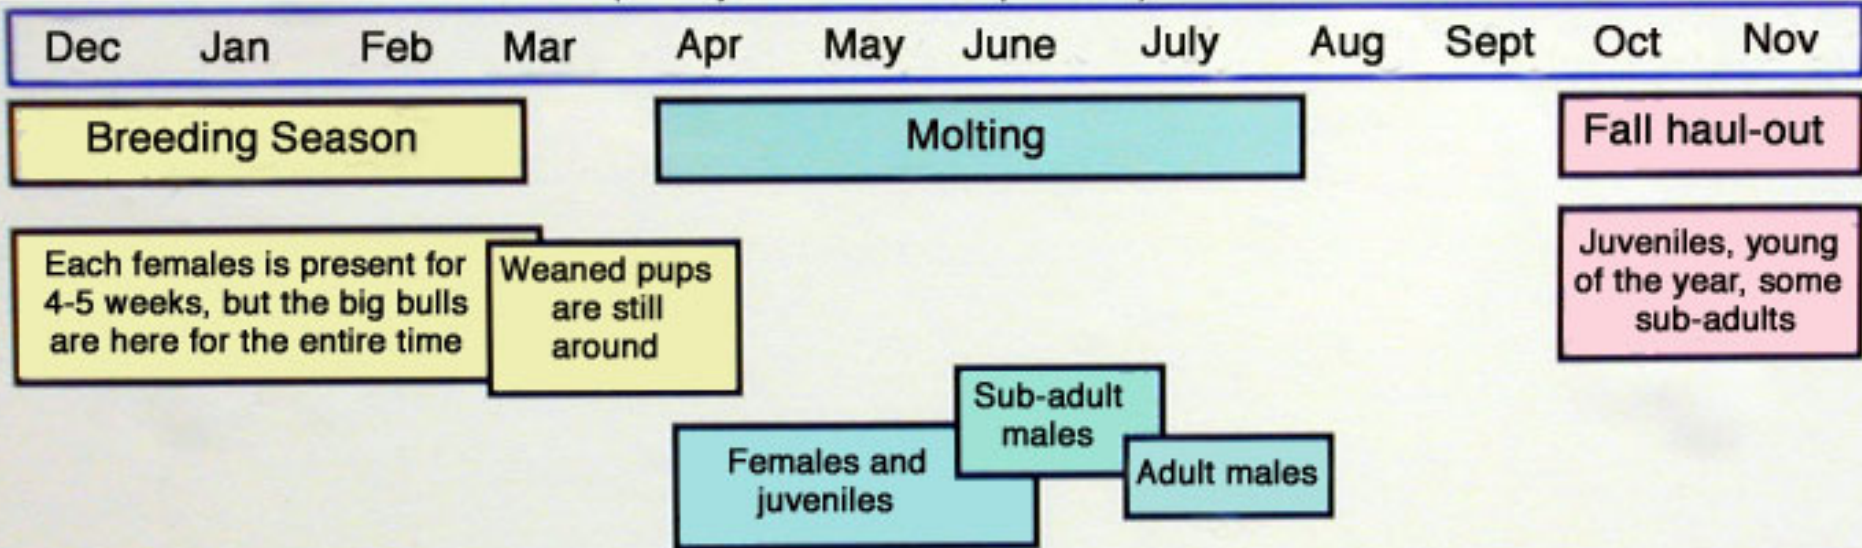 Dec Jan Feb Mar Apr May June July Aug Sept Oct Nov
Breeding Season
Molting
Fall haul-out
Each females is present for
4-5 weeks, but the big bulls
are here for the entire time
Weaned pups
are still
around
Juveniles, young
of the year, some
sub-adults
Sub-adult
males
Females and
juveniles
Adult males